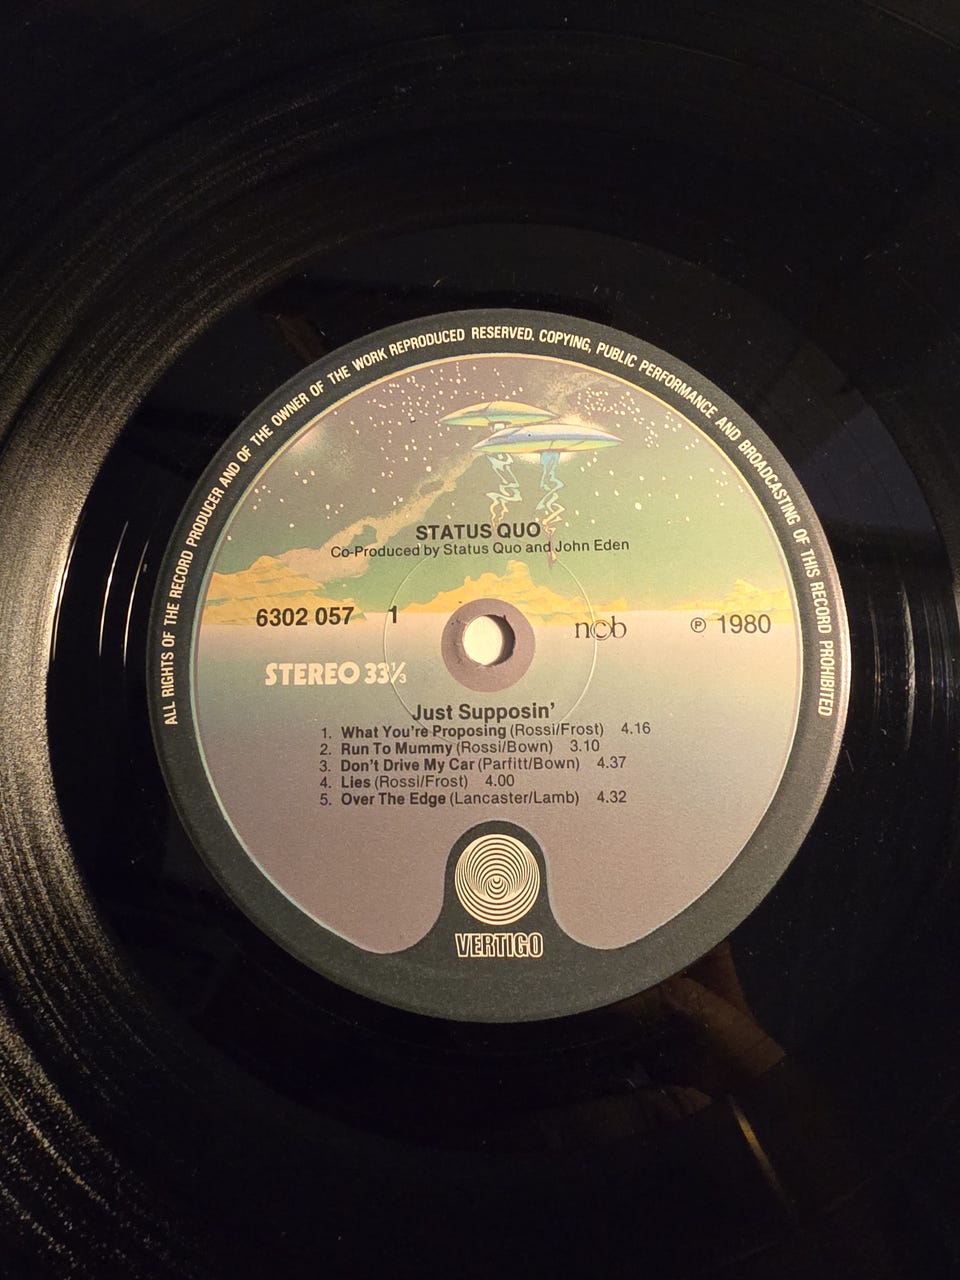 ALL RIGHTS OF THE RECORD PRODUCER AND OF THE OWNER OF THE WORK REPRODUCED RESERVED. COPYING, PUBLIC PERFORMANCE AND BROADCASTING OF THIS RECORD PROHIBITED
STATUS QUO
Co-Produced by Status Quo and John Eden
6302 057 1
ncb ℗ 1980
STEREO 33⅓
Just Supposin'
1. What You're Proposing (Rossi/Frost) 4.16
2. Run To Mummy (Rossi/Bown) 3.10
3. Don't Drive My Car (Parfitt/Bown) 4.37
4. Lies (Rossi/Frost) 4.00
5. Over The Edge (Lancaster/Lamb) 4.32
VERTIGO